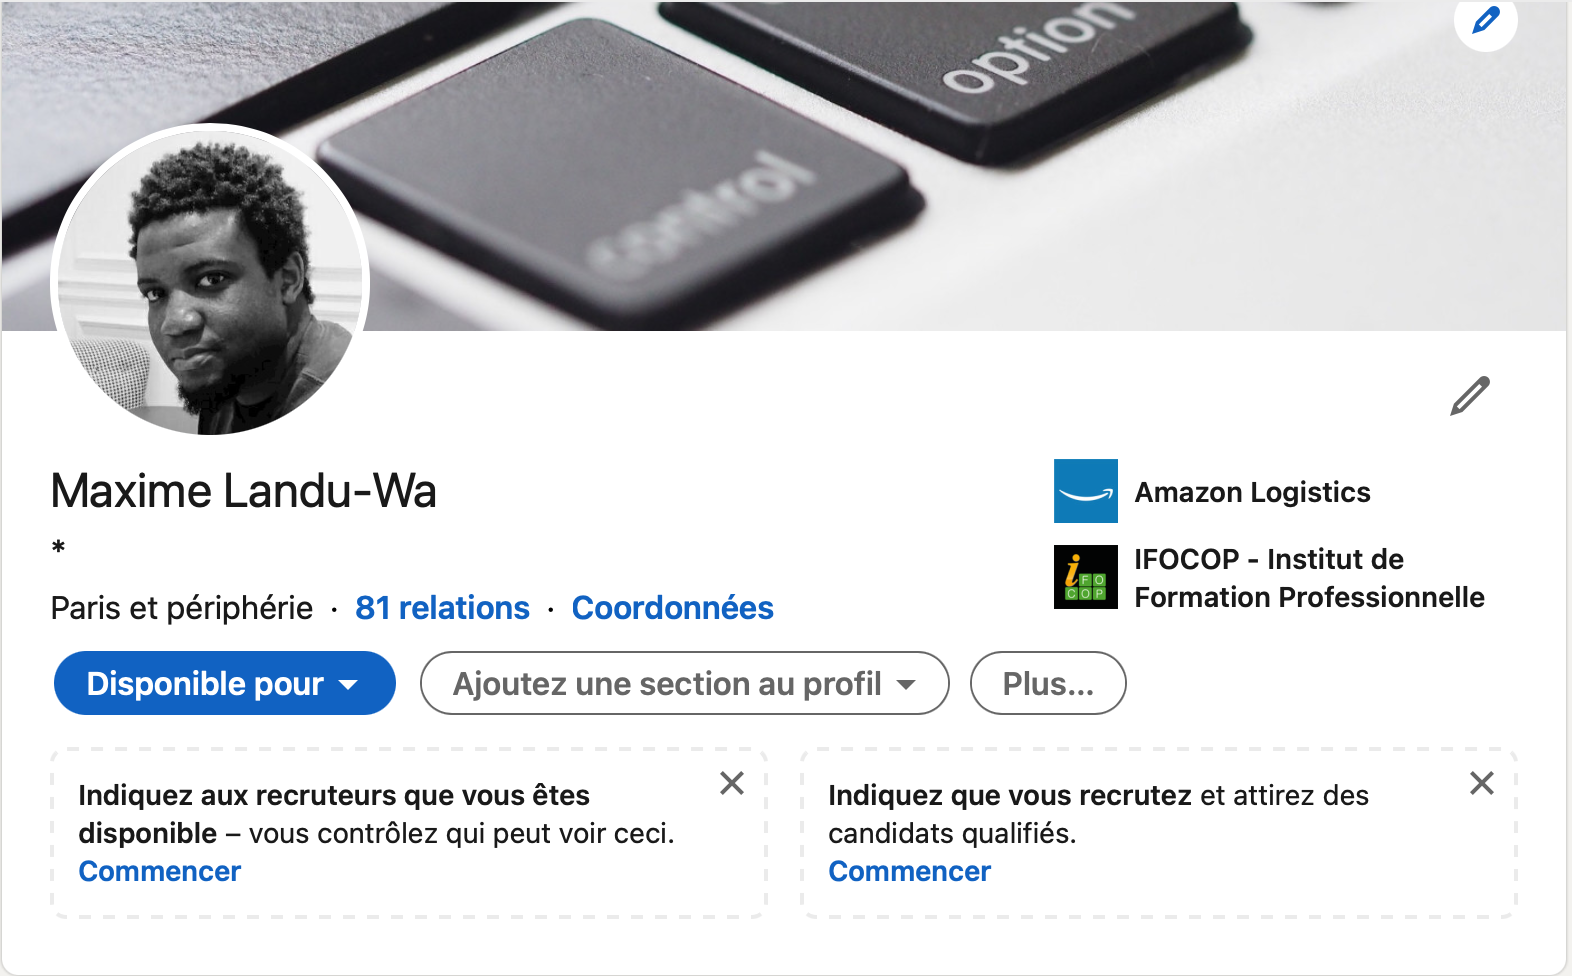 option
control
Maxime Landu-Wa
*
Paris et périphérie · 81 relations · Coordonnées
Amazon Logistics
iFOCOP
IFOCOP - Institut de
Formation Professionnelle
Disponible pour
Ajoutez une section au profil
Plus...
Indiquez aux recruteurs que vous êtes
disponible – vous contrôlez qui peut voir ceci.
Commencer
Indiquez que vous recrutez et attirez des
candidats qualifiés.
Commencer